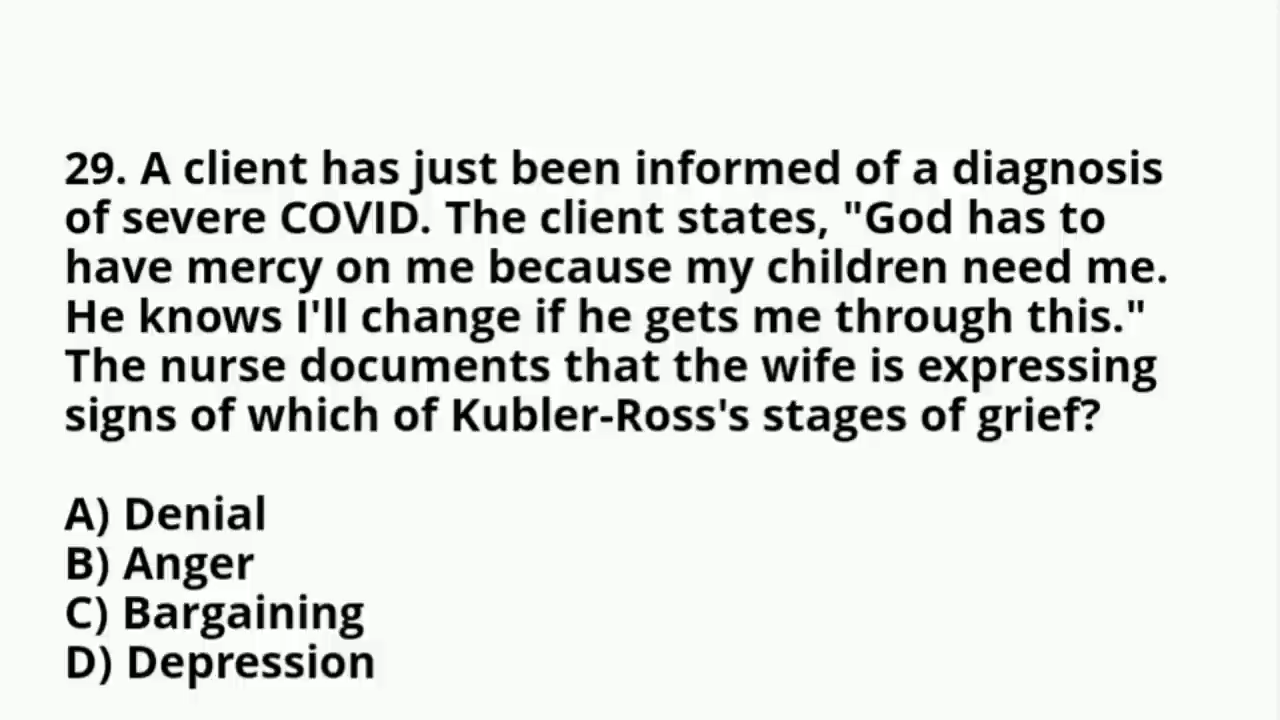 29. A client has just been informed of a diagnosis
of severe COVID. The client states, "God has to
have mercy on me because my children need me.
He knows I'll change if he gets me through this."
The nurse documents that the wife is expressing
signs of which of Kubler-Ross's stages of grief?
A) Denial
B) Anger
C) Bargaining
D) Depression